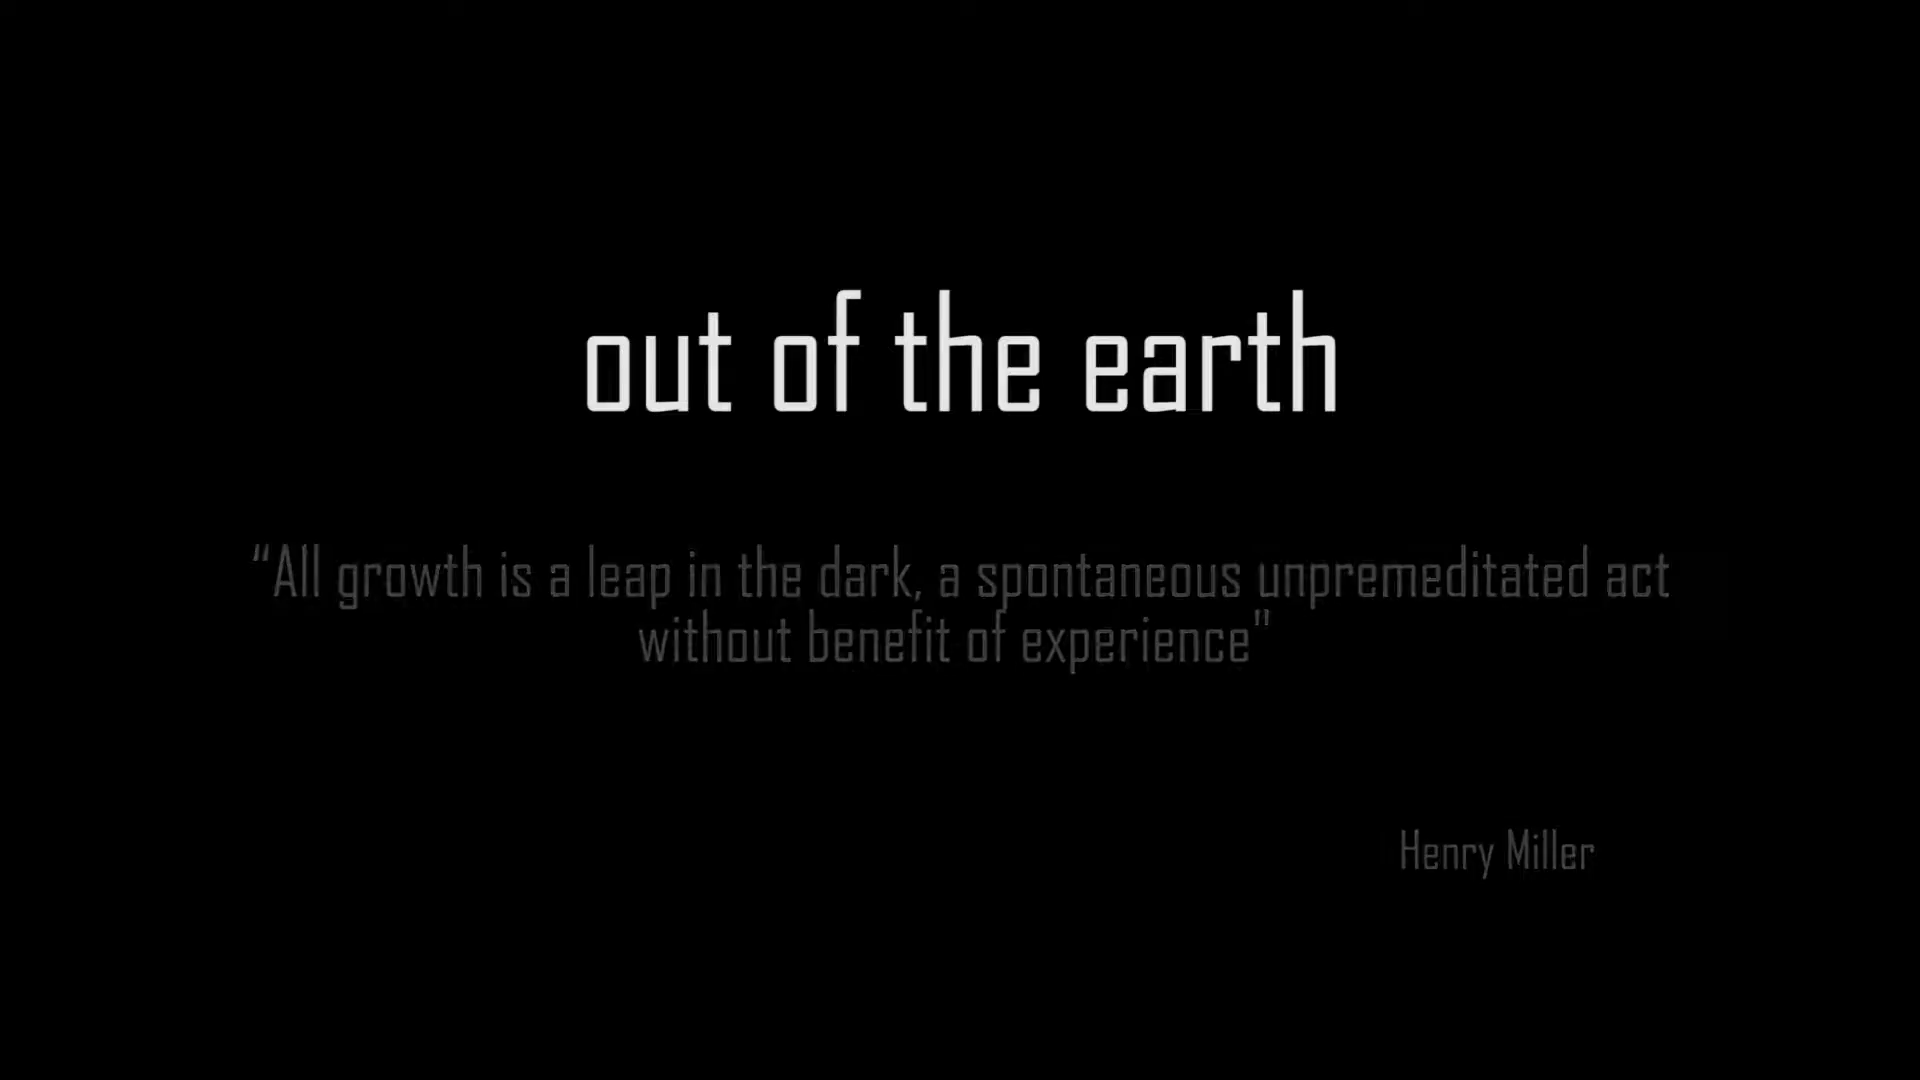 out of the earth
“All growth is a leap in the dark, a spontaneous unpremeditated act
without benefit of experience"
Henry Miller